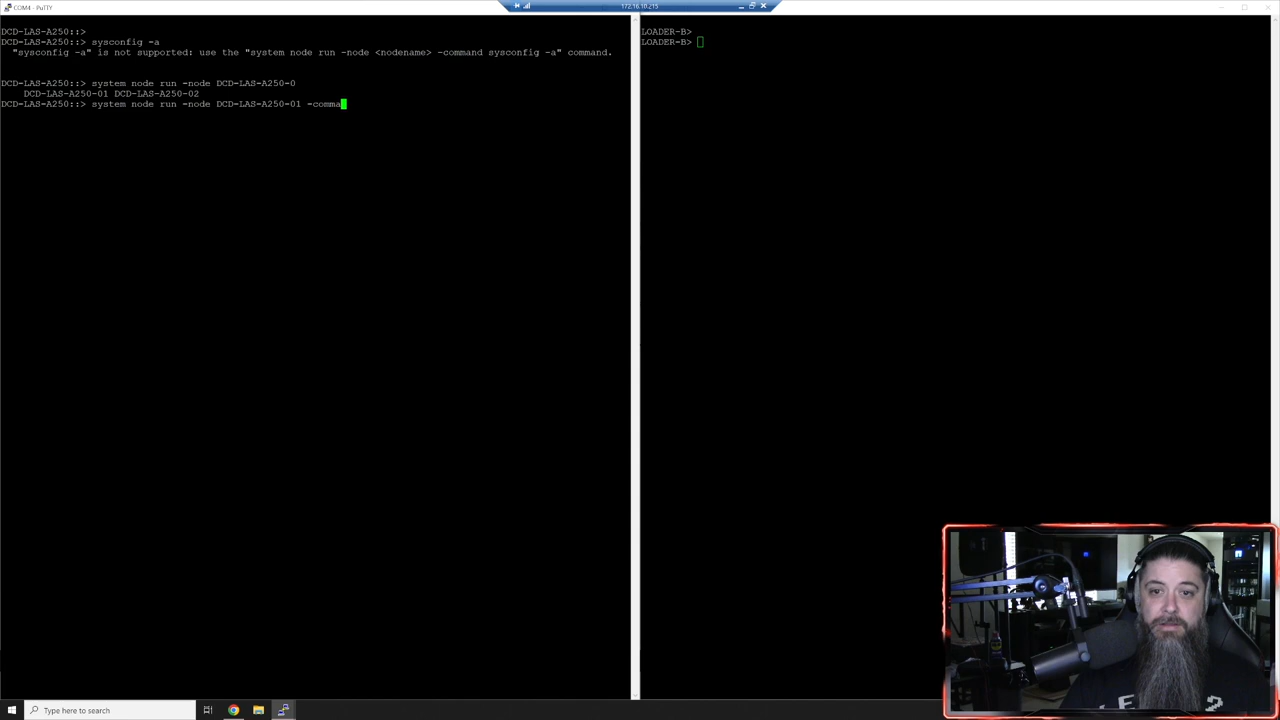 COM4 - PuTTY
172.16.10.215
DCD-LAS-A250::>
DCD-LAS-A250::> sysconfig -a
"sysconfig -a" is not supported: use the "system node run -node <nodename> -command sysconfig -a" command.
DCD-LAS-A250::> system node run -node DCD-LAS-A250-0
DCD-LAS-A250-01 DCD-LAS-A250-02
DCD-LAS-A250::> system node run -node DCD-LAS-A250-01 -comma
LOADER-B>
LOADER-B>
Type here to search